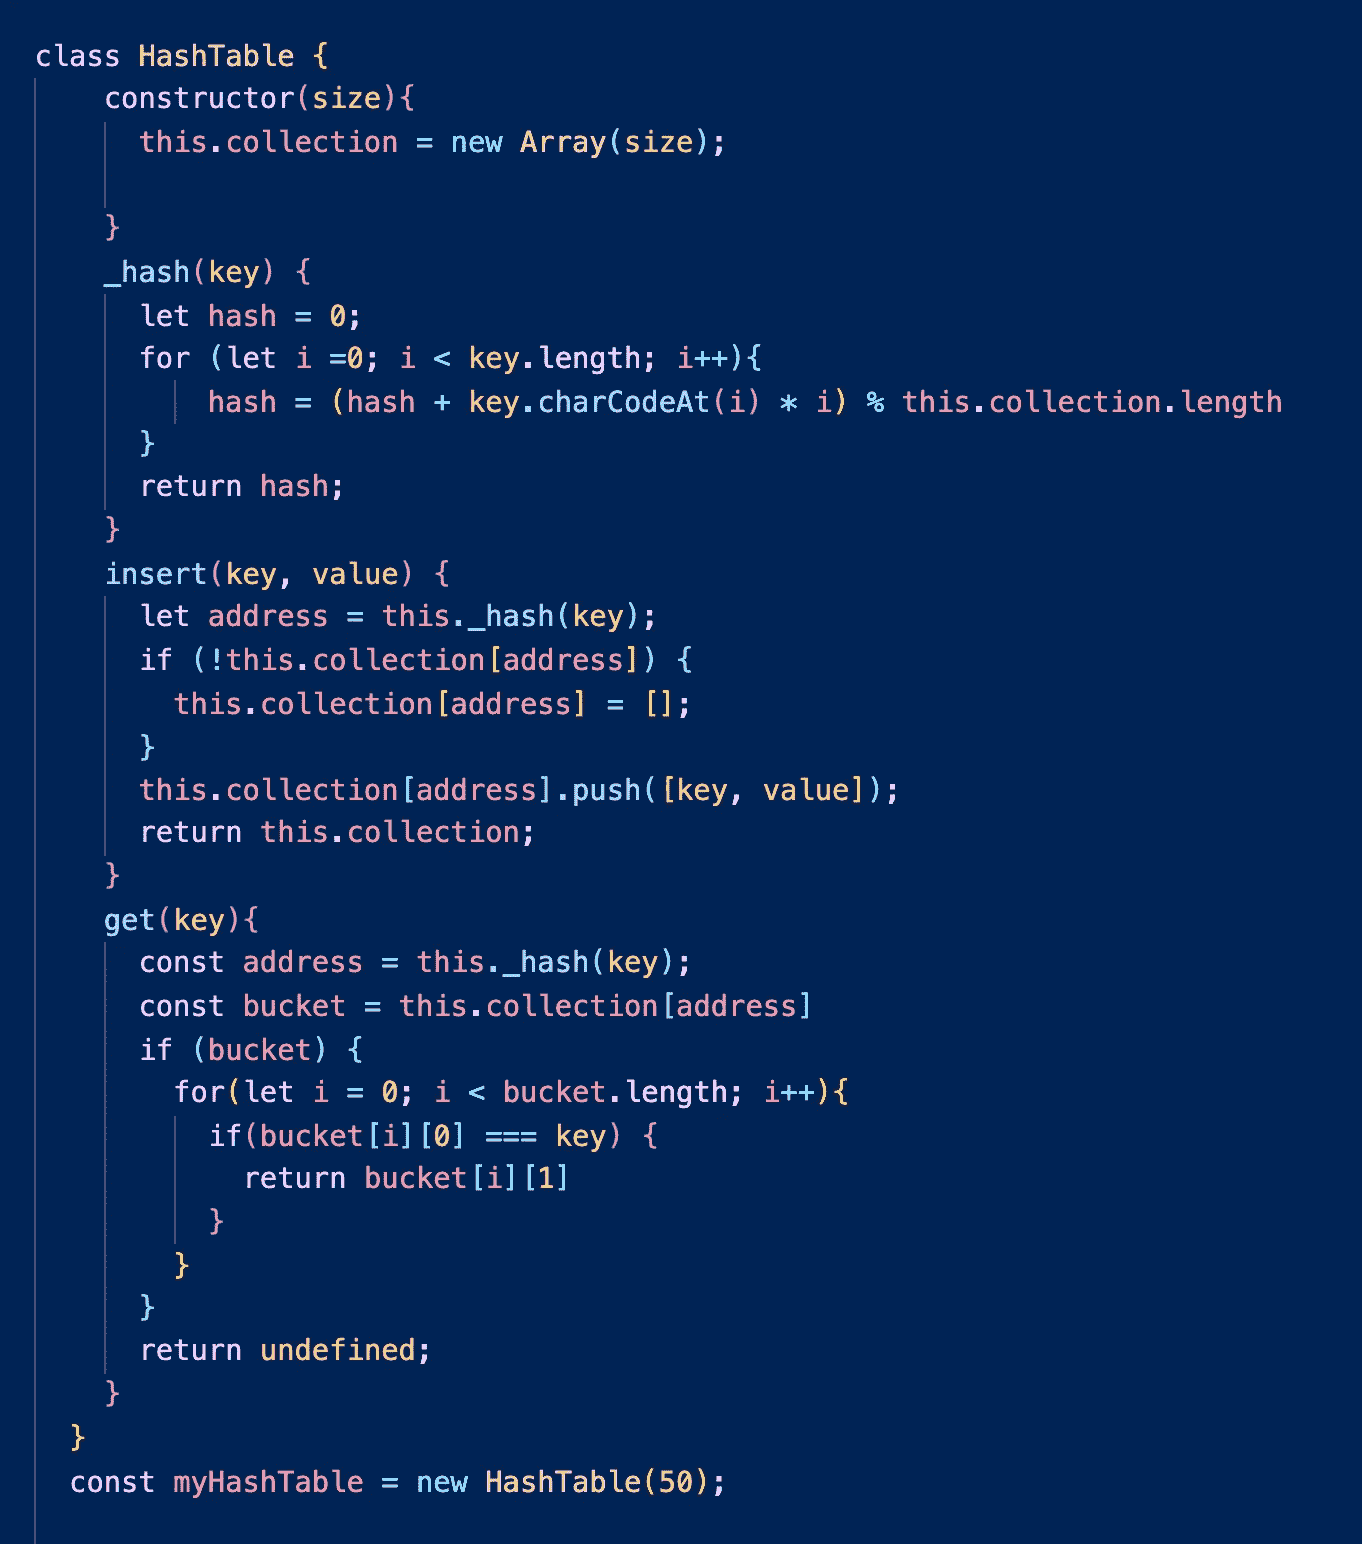 class HashTable {
    constructor(size){
      this.collection = new Array(size);

    }
    _hash(key) {
      let hash = 0;
      for (let i =0; i < key.length; i++){
          hash = (hash + key.charCodeAt(i) * i) % this.collection.length
      }
      return hash;
    }
    insert(key, value) {
      let address = this._hash(key);
      if (!this.collection[address]) {
        this.collection[address] = [];
      }
      this.collection[address].push([key, value]);
      return this.collection;
    }
    get(key){
      const address = this._hash(key);
      const bucket = this.collection[address]
      if (bucket) {
        for(let i = 0; i < bucket.length; i++){
          if(bucket[i][0] === key) {
            return bucket[i][1]
          }
        }
      }
      return undefined;
    }
  }
  const myHashTable = new HashTable(50);